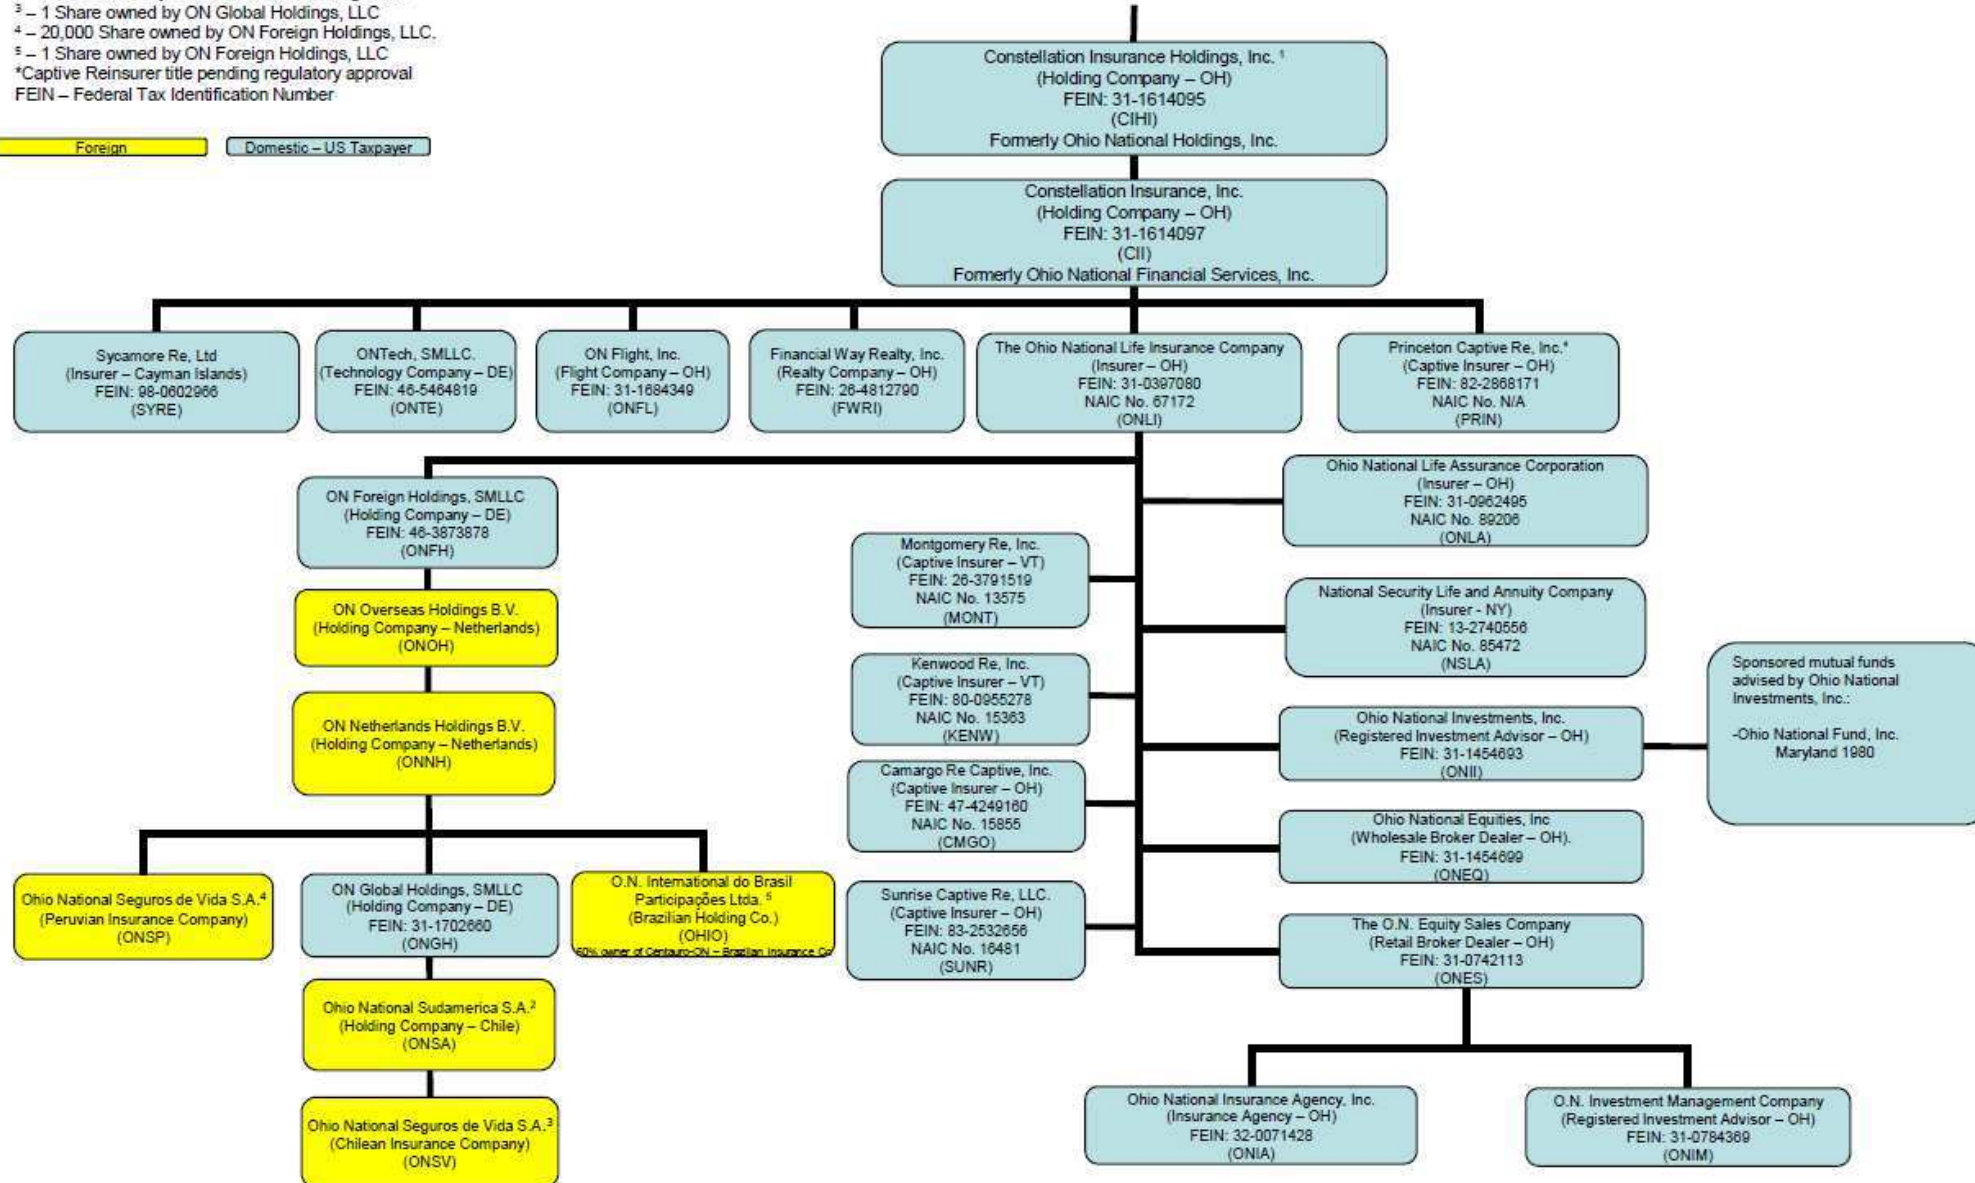 ³ – 1 Share owned by ON Global Holdings, LLC
⁴ – 20,000 Share owned by ON Foreign Holdings, LLC.
⁵ – 1 Share owned by ON Foreign Holdings, LLC
*Captive Reinsurer title pending regulatory approval
FEIN – Federal Tax Identification Number
Foreign
Domestic – US Taxpayer
Constellation Insurance Holdings, Inc. ¹
(Holding Company – OH)
FEIN: 31-1614095
(CIHI)
Formerly Ohio National Holdings, Inc.
Constellation Insurance, Inc.
(Holding Company – OH)
FEIN: 31-1614097
(CII)
Formerly Ohio National Financial Services, Inc.
Sycamore Re, Ltd
(Insurer – Cayman Islands)
FEIN: 98-0602966
(SYRE)
ONTech, SMLLC.
(Technology Company – DE)
FEIN: 46-5464819
(ONTE)
ON Flight, Inc.
(Flight Company – OH)
FEIN: 31-1684349
(ONFL)
Financial Way Realty, Inc.
(Realty Company – OH)
FEIN: 26-4812790
(FWRI)
The Ohio National Life Insurance Company
(Insurer – OH)
FEIN: 31-0397080
NAIC No. 67172
(ONLI)
Princeton Captive Re, Inc.*
(Captive Insurer – OH)
FEIN: 82-2868171
NAIC No. N/A
(PRIN)
ON Foreign Holdings, SMLLC
(Holding Company – DE)
FEIN: 46-3873878
(ONFH)
ON Overseas Holdings B.V.
(Holding Company – Netherlands)
(ONOH)
ON Netherlands Holdings B.V.
(Holding Company – Netherlands)
(ONNH)
Ohio National Seguros de Vida S.A.⁴
(Peruvian Insurance Company)
(ONSP)
ON Global Holdings, SMLLC
(Holding Company – DE)
FEIN: 31-1702660
(ONGH)
O.N. International do Brasil
Participações Ltda. ⁵
(Brazilian Holding Co.)
(OHIO)
50% owner of Centauro-ON – Brazilian Insurance Co
Ohio National Sudamerica S.A.²
(Holding Company – Chile)
(ONSA)
Ohio National Seguros de Vida S.A.³
(Chilean Insurance Company)
(ONSV)
Montgomery Re, Inc.
(Captive Insurer – VT)
FEIN: 26-3791519
NAIC No. 13575
(MONT)
Kenwood Re, Inc.
(Captive Insurer – VT)
FEIN: 80-0955278
NAIC No. 15363
(KENW)
Camargo Re Captive, Inc.
(Captive Insurer – OH)
FEIN: 47-4249160
NAIC No. 15855
(CMGO)
Sunrise Captive Re, LLC.
(Captive Insurer – OH)
FEIN: 83-2532656
NAIC No. 16481
(SUNR)
Ohio National Life Assurance Corporation
(Insurer – OH)
FEIN: 31-0962495
NAIC No. 89206
(ONLA)
National Security Life and Annuity Company
(Insurer - NY)
FEIN: 13-2740556
NAIC No. 85472
(NSLA)
Ohio National Investments, Inc.
(Registered Investment Advisor – OH)
FEIN: 31-1454693
(ONII)
Sponsored mutual funds
advised by Ohio National
Investments, Inc.:
-Ohio National Fund, Inc.
Maryland 1980
Ohio National Equities, Inc
(Wholesale Broker Dealer – OH).
FEIN: 31-1454699
(ONEQ)
The O.N. Equity Sales Company
(Retail Broker Dealer – OH)
FEIN: 31-0742113
(ONES)
Ohio National Insurance Agency, Inc.
(Insurance Agency – OH)
FEIN: 32-0071428
(ONIA)
O.N. Investment Management Company
(Registered Investment Advisor – OH)
FEIN: 31-0784369
(ONIM)